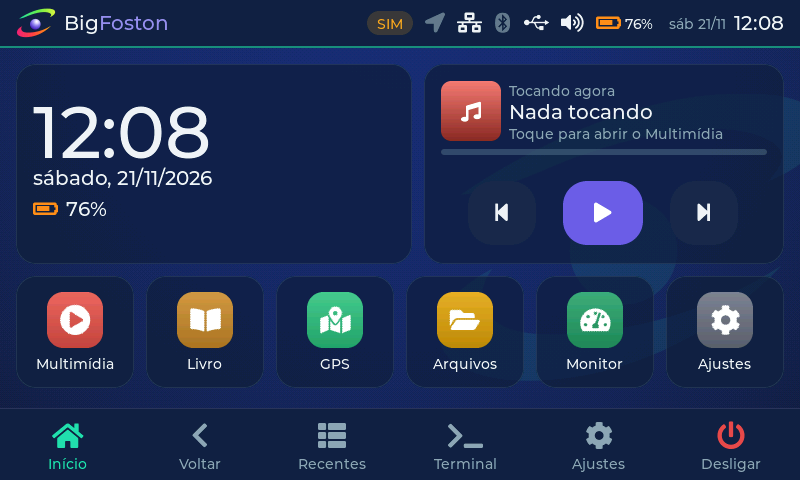 BigFoston
SIM
76%
sáb 21/11
12:08
12:08
sábado, 21/11/2026
76%
Tocando agora
Nada tocando
Toque para abrir o Multimídia
Multimídia
Livro
GPS
Arquivos
Monitor
Ajustes
Início
Voltar
Recentes
Terminal
Ajustes
Desligar